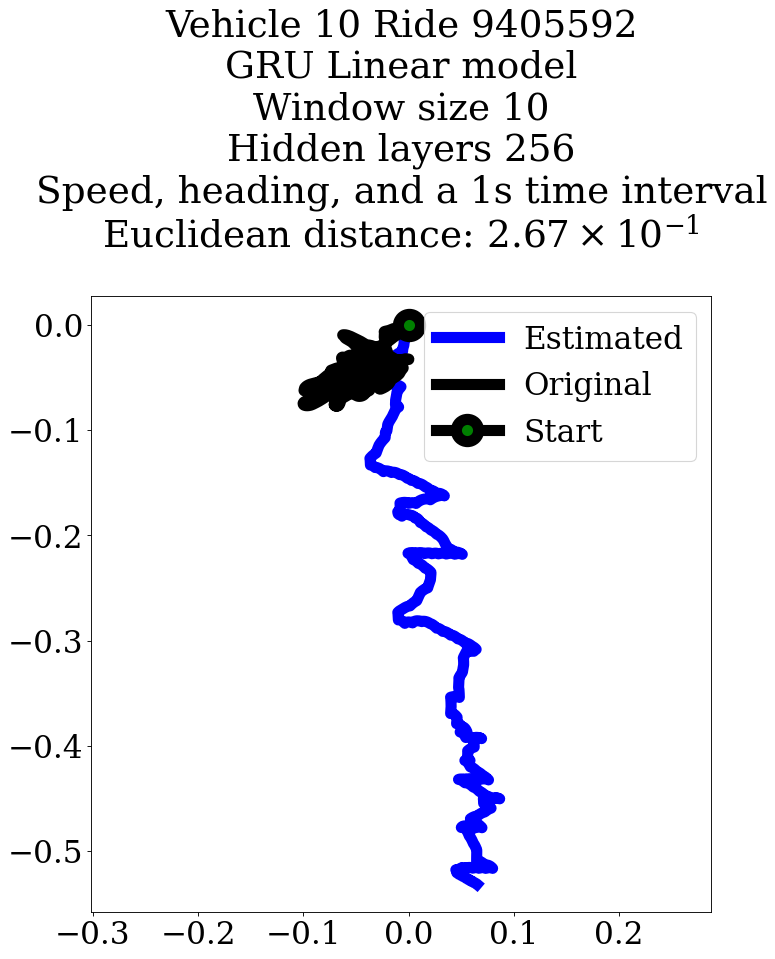 Vehicle 10 Ride 9405592
GRU Linear model
Window size 10
Hidden layers 256
Speed, heading, and a 1s time interval
Euclidean distance: 2.67 × 10⁻¹
Estimated
Original
Start
0.0
−0.1
−0.2
−0.3
−0.4
−0.5
−0.3 −0.2 −0.1 0.0 0.1 0.2